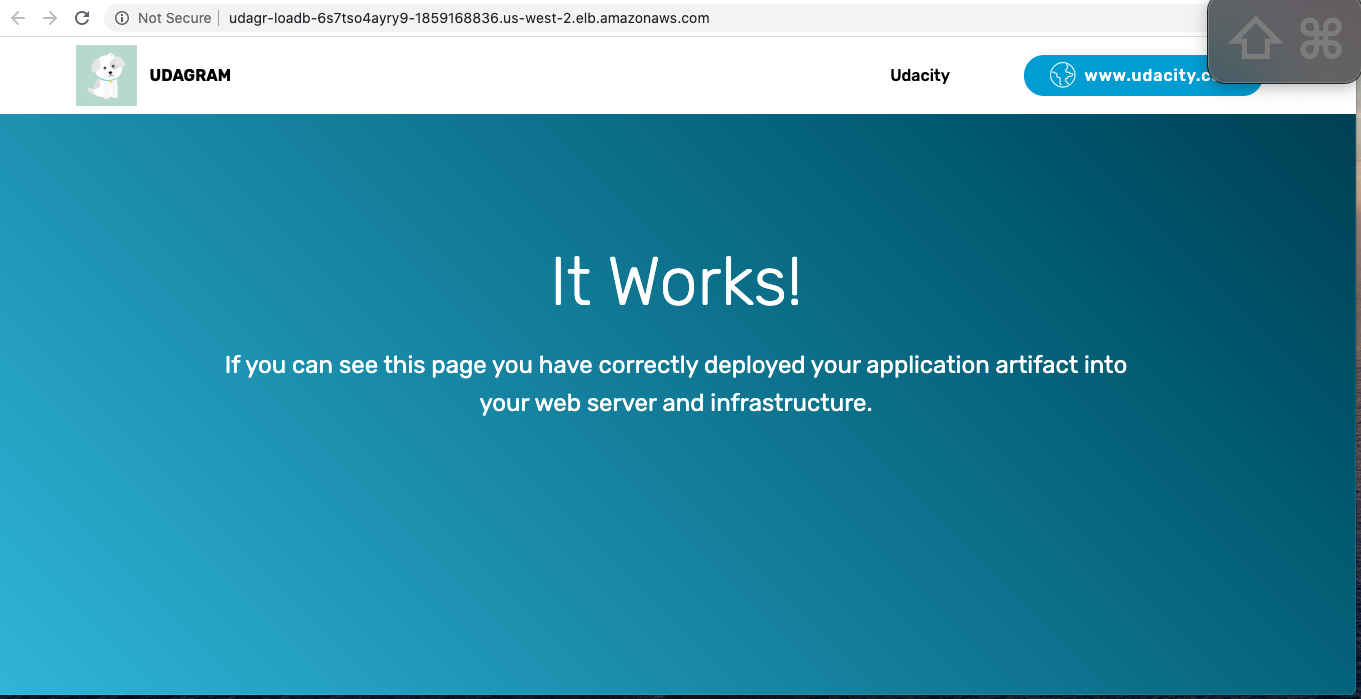 Not Secure | udagr-loadb-6s7tso4ayry9-1859168836.us-west-2.elb.amazonaws.com
UDAGRAM
Udacity
www.udacity.c
It Works!
If you can see this page you have correctly deployed your application artifact into
your web server and infrastructure.